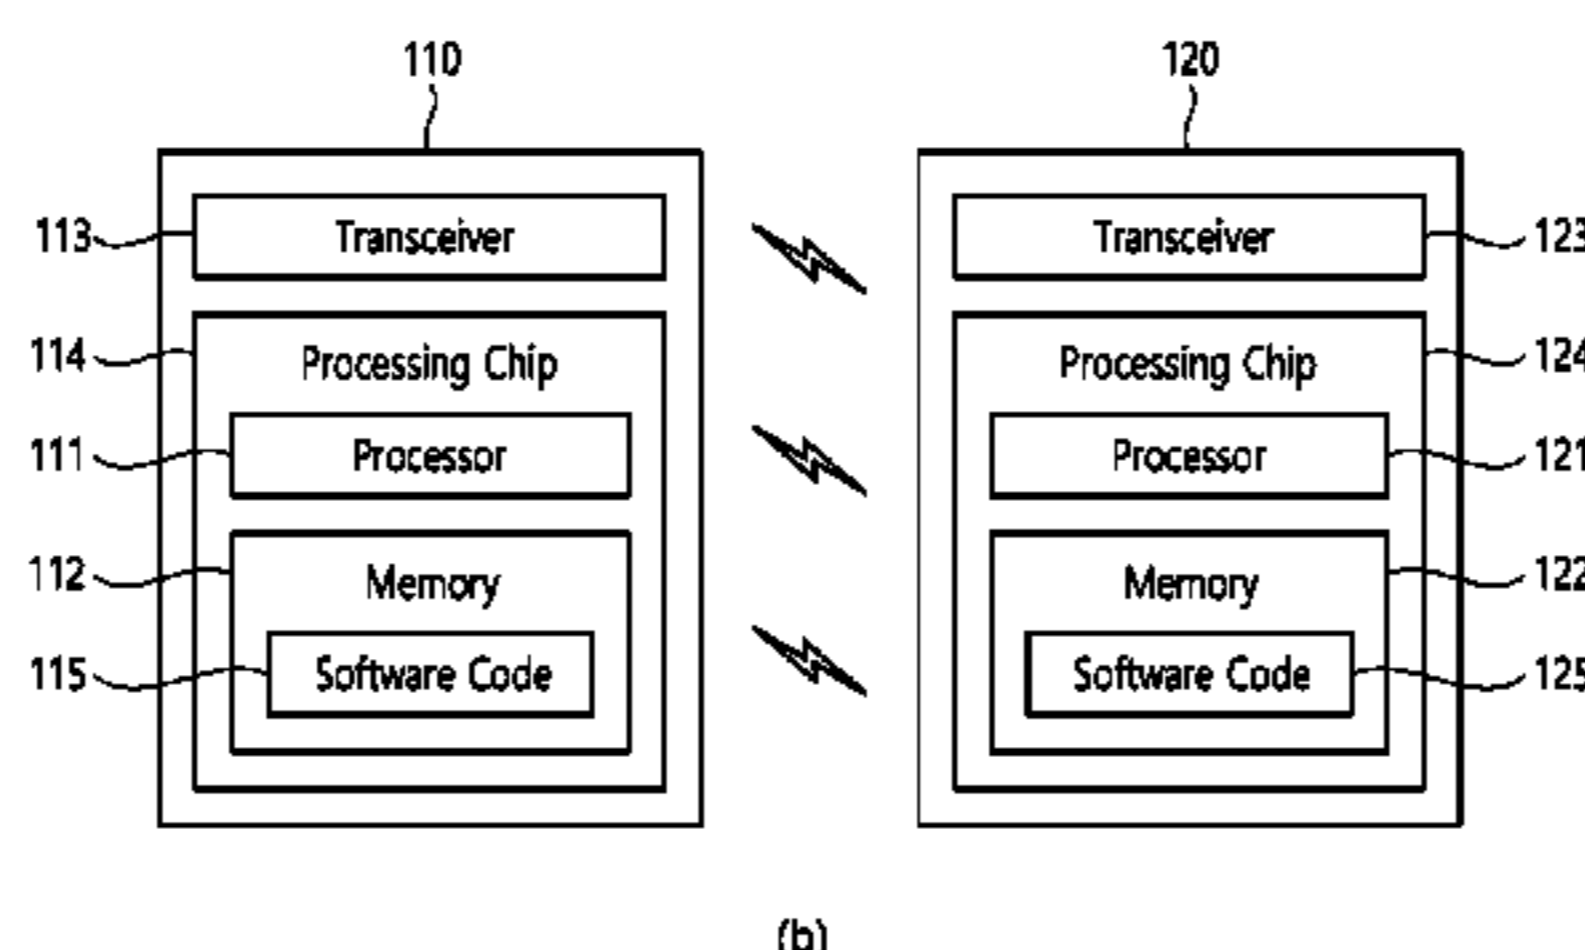 110 120
113 Transceiver Transceiver 123
114 Processing Chip Processing Chip 124
111 Processor Processor 121
112 Memory Memory 122
115 Software Code Software Code 125
(b)